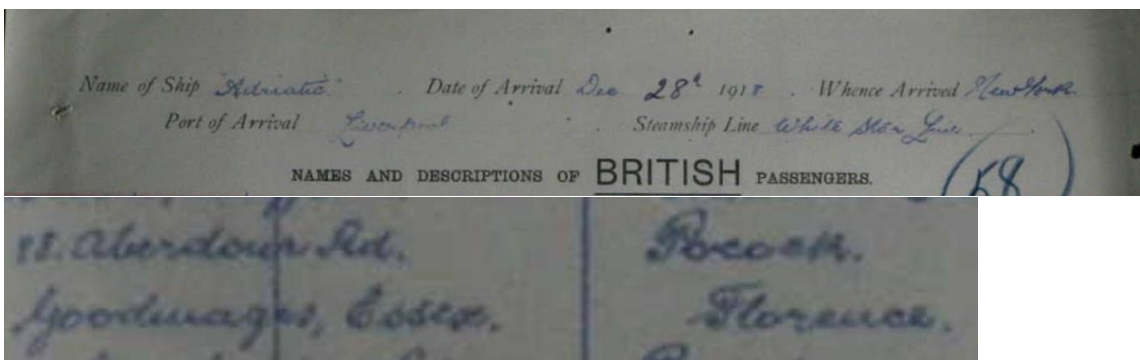 Name of Ship "Adriatic". Date of Arrival Dec 28th 1918. Whence Arrived New York
Port of Arrival Liverpool. Steamship Line White Star Line
NAMES AND DESCRIPTIONS OF BRITISH PASSENGERS.
(58)
Aberdour Rd. Pocock.
Goodmayes, Essex. Florence.